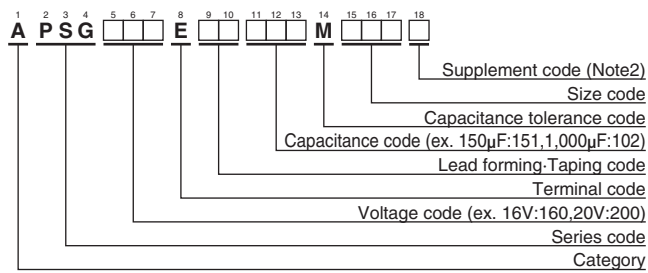 1 2 3 4 5 6 7 8 9 10 11 12 13 14 15 16 17 18
A P S G E M
Supplement code (Note2)
Size code
Capacitance tolerance code
Capacitance code (ex. 150μF:151,1,000μF:102)
Lead forming·Taping code
Terminal code
Voltage code (ex. 16V:160,20V:200)
Series code
Category